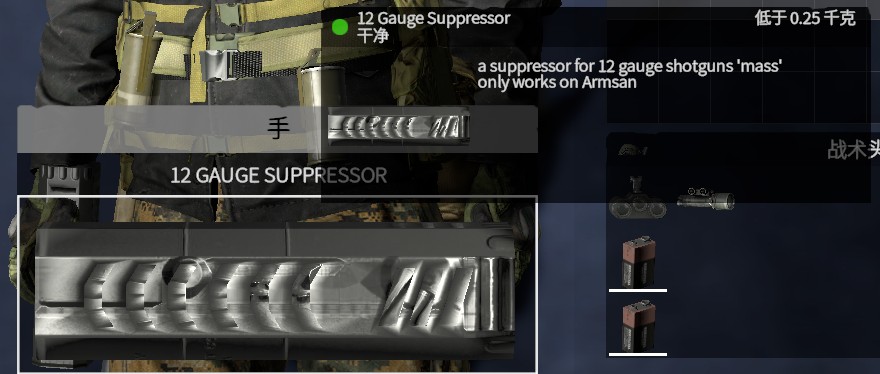 12 Gauge Suppressor
干净
低于 0.25 千克
a suppressor for 12 gauge shotguns 'mass'
only works on Armsan
手
12 GAUGE SUPPRESSOR
战术